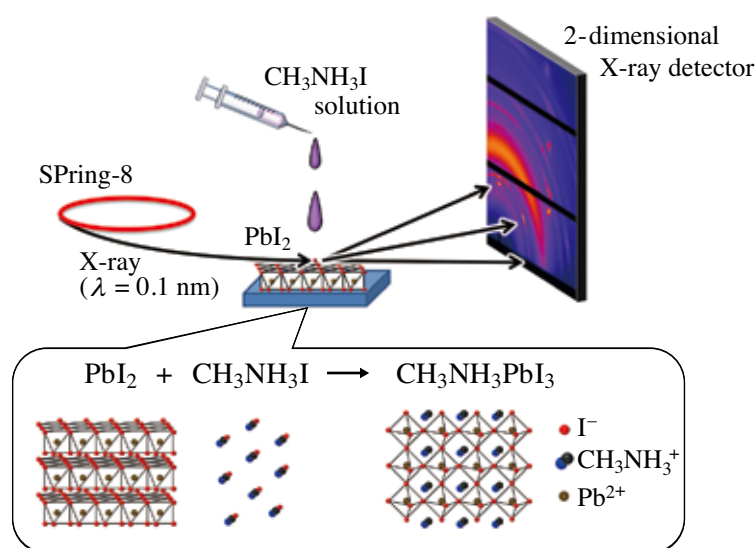 2-dimensional
X-ray detector
CH₃NH₃I
solution
SPring-8
PbI₂
X-ray
(λ = 0.1 nm)
PbI₂ + CH₃NH₃I → CH₃NH₃PbI₃
I⁻
CH₃NH₃⁺
Pb²⁺